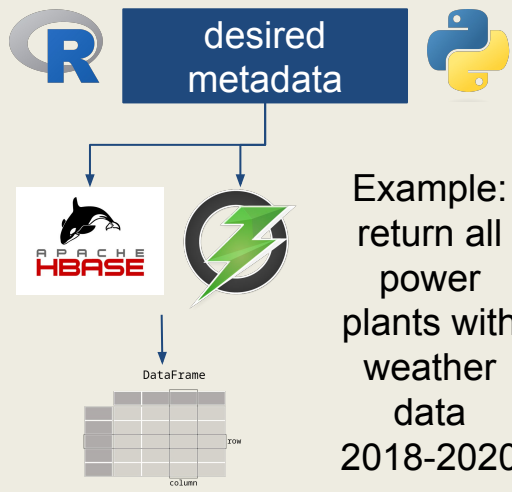 R
desired
metadata
APACHE
HBASE
Example:
return all
power
plants with
weather
data
2018-2020
DataFrame
row
column